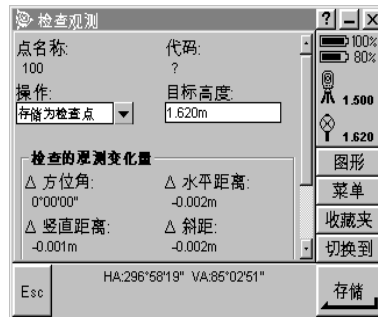 检查观测
? _ ×
点名称: 代码:
100 ?
操作: 目标高度:
存储为检查点 1.620m
检查的观测变化量
Δ 方位角: Δ 水平距离:
0°00'00" -0.002m
Δ 竖直距离: Δ 斜距:
-0.001m -0.002m
100%
80%
1.500
1.620
图形
菜单
收藏夹
切换到
Esc
HA:296°58'19" VA:85°02'51"
存储